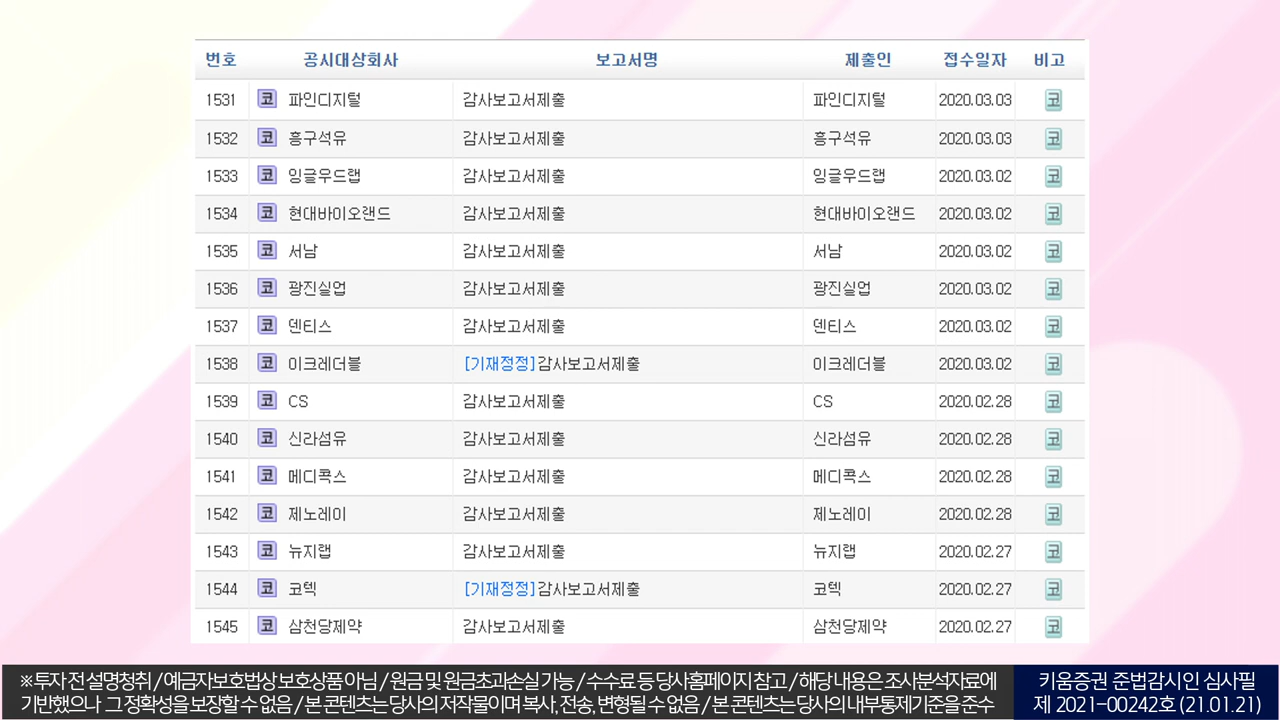 번호 공시대상회사 보고서명 제출인 접수일자 비고
1531 코 파인디지털 감사보고서제출 파인디지털 2020.03.03 코
1532 코 흥구석유 감사보고서제출 흥구석유 2020.03.03 코
1533 코 잉글우드랩 감사보고서제출 잉글우드랩 2020.03.02 코
1534 코 현대바이오랜드 감사보고서제출 현대바이오랜드 2020.03.02 코
1535 코 서남 감사보고서제출 서남 2020.03.02 코
1536 코 광진실업 감사보고서제출 광진실업 2020.03.02 코
1537 코 덴티스 감사보고서제출 덴티스 2020.03.02 코
1538 코 이크레더블 [기재정정]감사보고서제출 이크레더블 2020.03.02 코
1539 코 CS 감사보고서제출 CS 2020.02.28 코
1540 코 신라섬유 감사보고서제출 신라섬유 2020.02.28 코
1541 코 메디콕스 감사보고서제출 메디콕스 2020.02.28 코
1542 코 제노레이 감사보고서제출 제노레이 2020.02.28 코
1543 코 뉴지랩 감사보고서제출 뉴지랩 2020.02.27 코
1544 코 코텍 [기재정정]감사보고서제출 코텍 2020.02.27 코
1545 코 삼천당제약 감사보고서제출 삼천당제약 2020.02.27 코
※ 투자 전 설명청취 / 예금자보호법상 보호상품 아님 / 원금 및 원금초과손실 가능 / 수수료 등 당사홈페이지 참고 / 해당 내용은 조사분석자료에
기반했으나 그 정확성을 보장할 수 없음 / 본 콘텐츠는 당사의 저작물이며 복사, 전송, 변형될 수 없음 / 본 콘텐츠는 당사의 내부통제기준을 준수
키움증권 준법감시인 심사필
제 2021-00242호 (21.01.21)